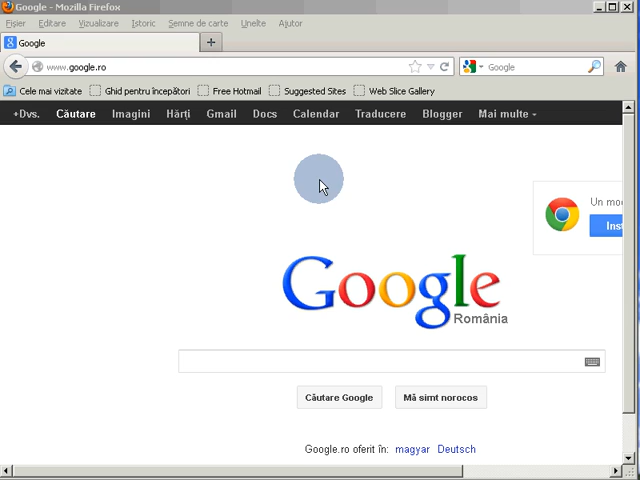 Google - Mozilla Firefox
Fișier Editare Vizualizare Istoric Semne de carte Unelte Ajutor
Google
www.google.ro Google
Cele mai vizitate Ghid pentru începători Free Hotmail Suggested Sites Web Slice Gallery
+Dvs. Căutare Imagini Hărți Gmail Docs Calendar Traducere Blogger Mai multe
Un
Google
România
Căutare Google Mă simt norocos
Google.ro oferit în: magyar Deutsch